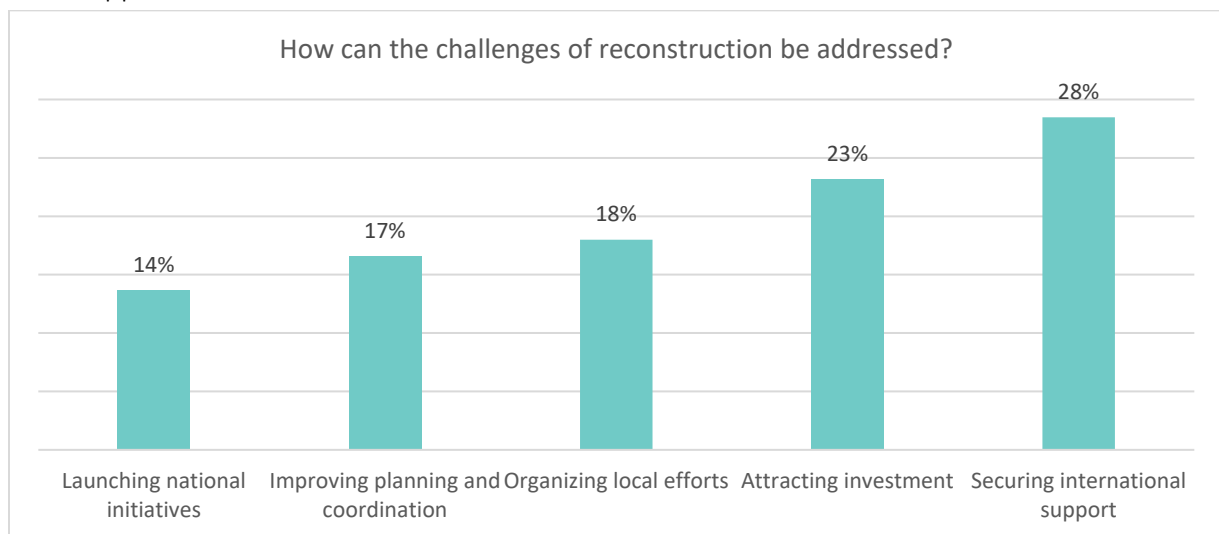 How can the challenges of reconstruction be addressed?
28%
23%
18%
17%
14%
Launching national initiatives
Improving planning and coordination
Organizing local efforts
Attracting investment
Securing international support